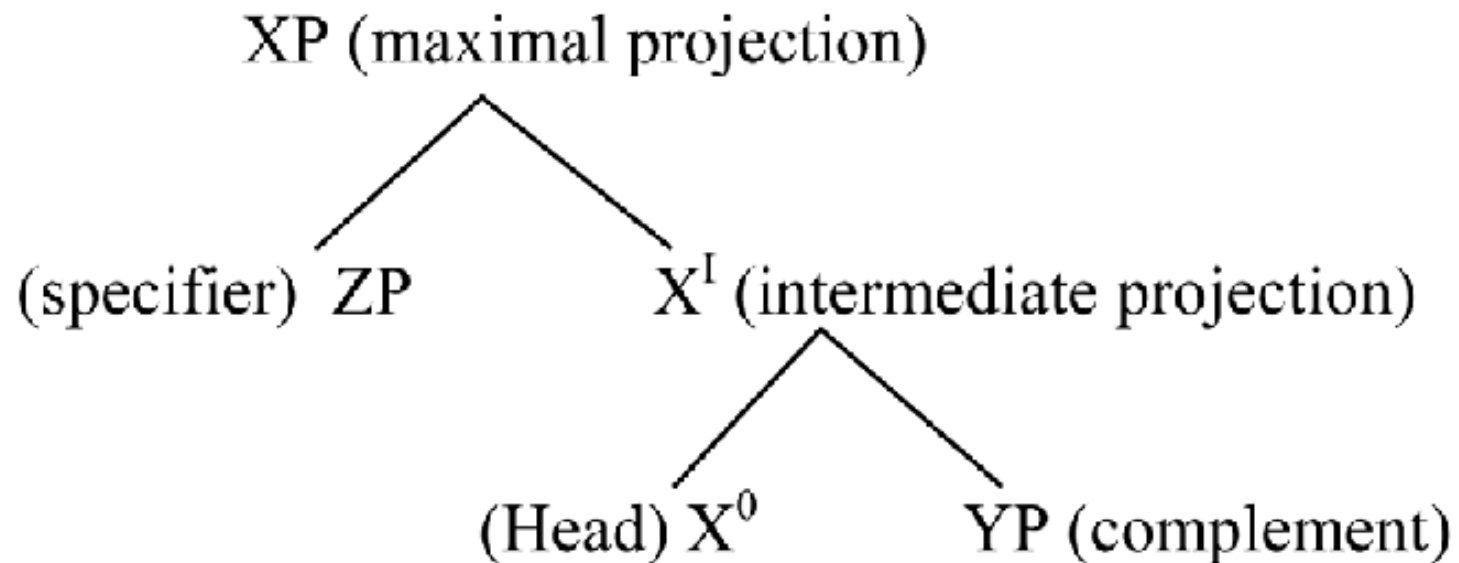 XP (maximal projection)
(specifier) ZP X^I (intermediate projection)
(Head) X^0 YP (complement)